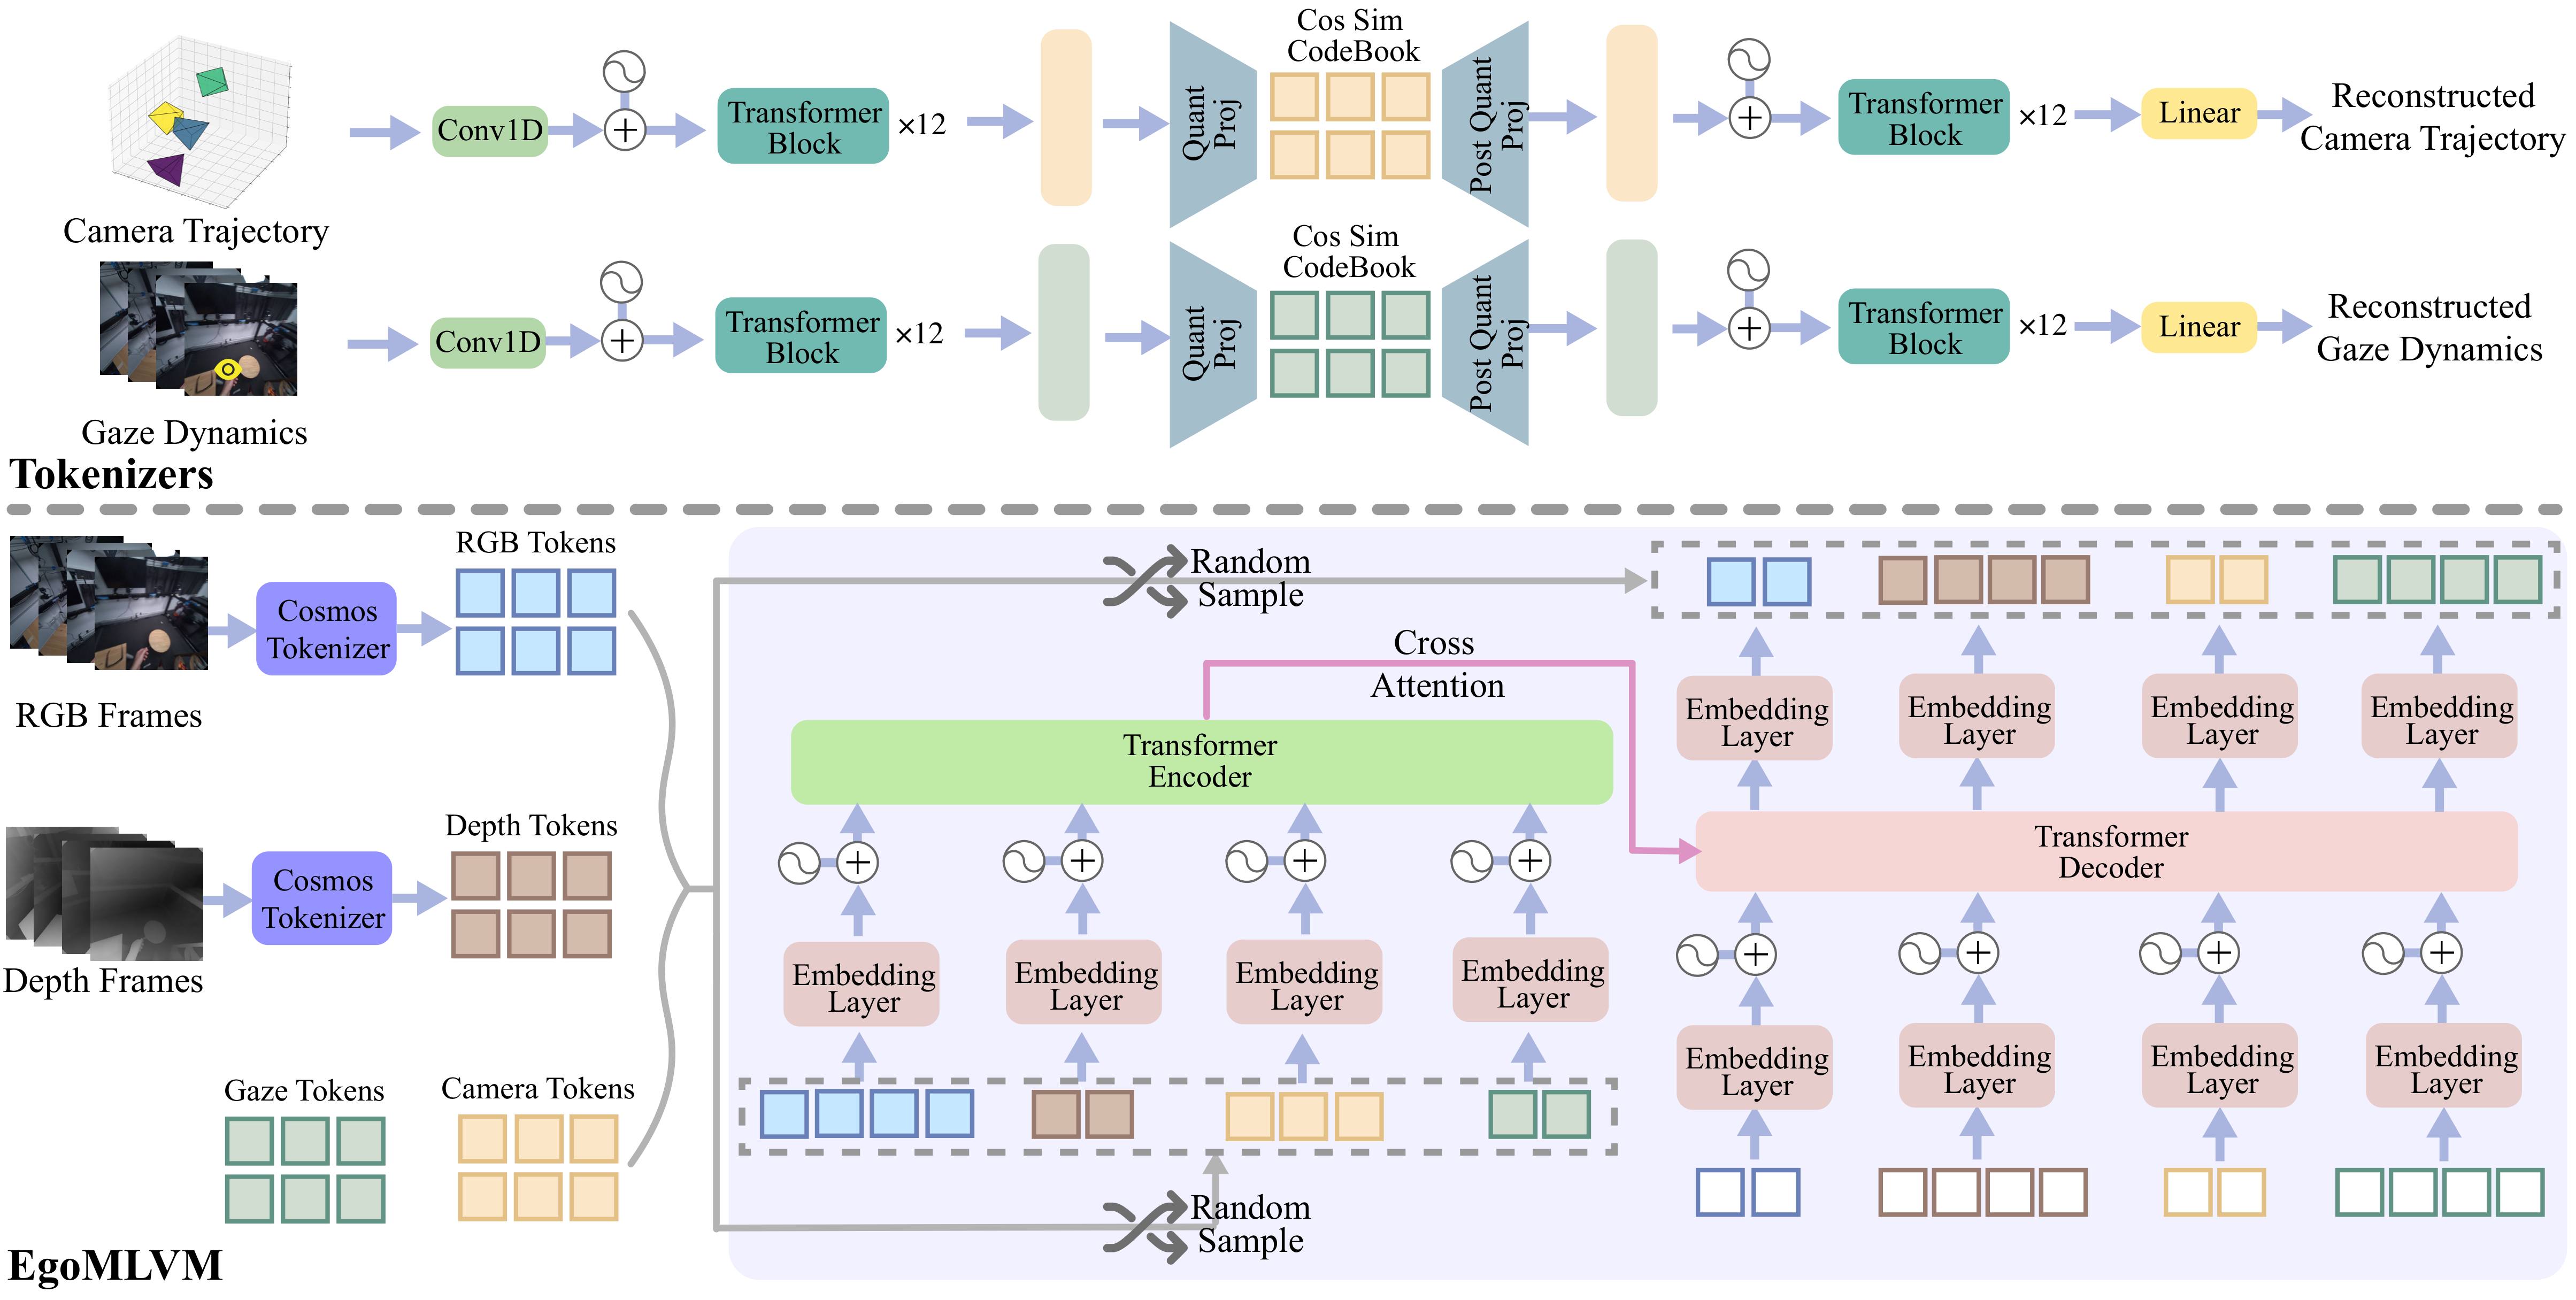 Camera Trajectory
Conv1D
Transformer
Block
×12
Quant
Proj
Cos Sim
CodeBook
Post Quant
Proj
Transformer
Block
×12
Linear
Reconstructed
Camera Trajectory
Gaze Dynamics
Conv1D
Transformer
Block
×12
Quant
Proj
Cos Sim
CodeBook
Post Quant
Proj
Transformer
Block
×12
Linear
Reconstructed
Gaze Dynamics
Tokenizers
RGB Frames
Cosmos
Tokenizer
RGB Tokens
Depth Frames
Cosmos
Tokenizer
Depth Tokens
Gaze Tokens
Camera Tokens
EgoMLVM
Random
Sample
Cross
Attention
Transformer
Encoder
Embedding
Layer
Embedding
Layer
Embedding
Layer
Embedding
Layer
Random
Sample
Embedding
Layer
Embedding
Layer
Embedding
Layer
Embedding
Layer
Transformer
Decoder
Embedding
Layer
Embedding
Layer
Embedding
Layer
Embedding
Layer